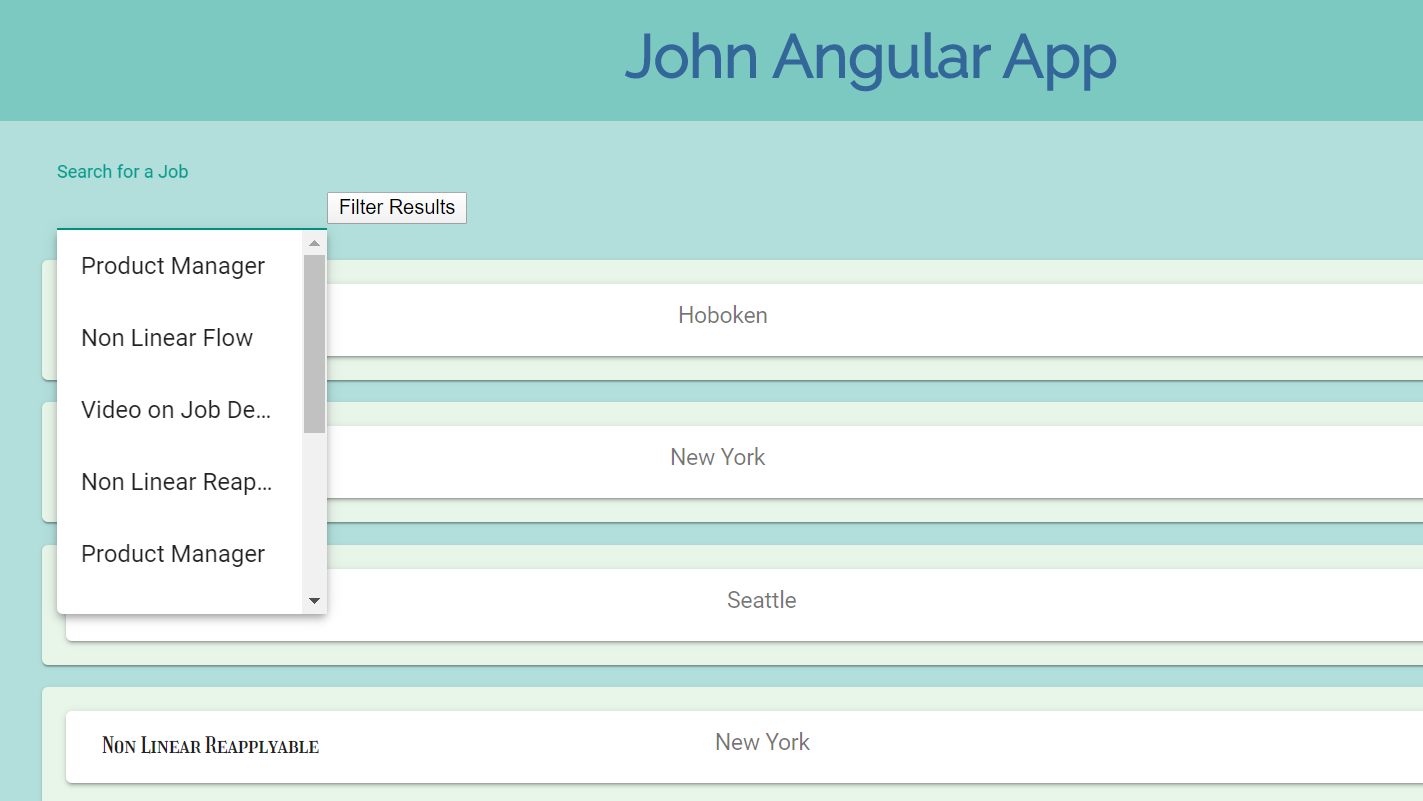 John Angular App
Search for a Job
Filter Results
Product Manager
Non Linear Flow
Video on Job De...
Non Linear Reap...
Product Manager
Hoboken
New York
Seattle
Non Linear Reapplyable
New York